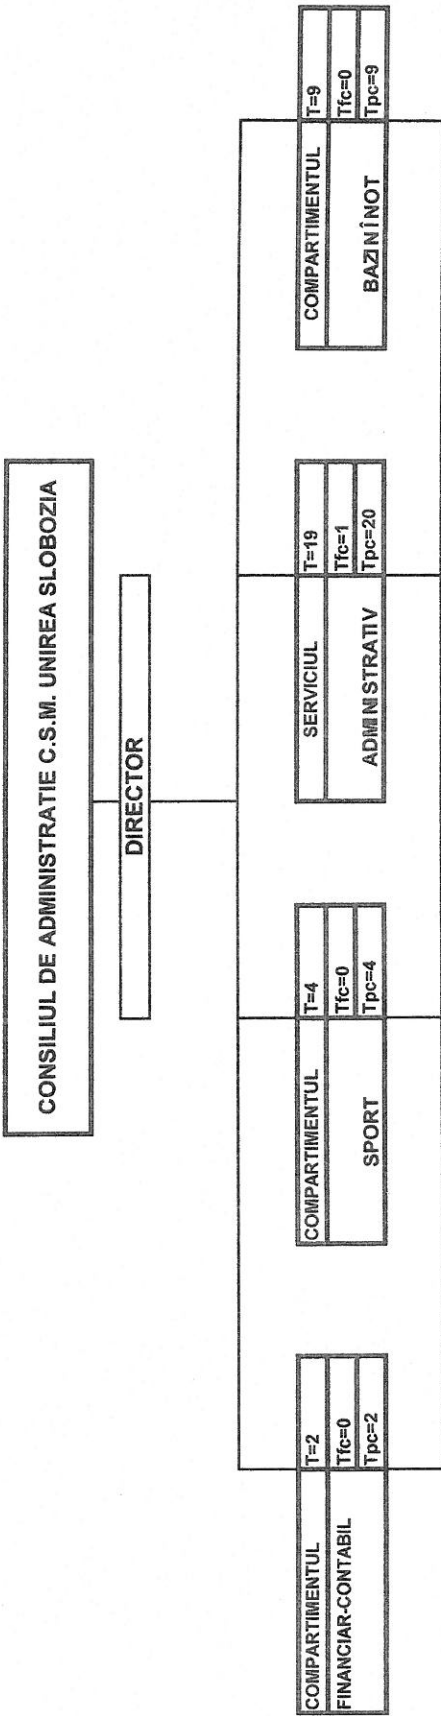 CONSILIUL DE ADMINISTRATIE C.S.M. UNIREA SLOBOZIA
DIRECTOR
COMPARTIMENTUL
FINANCIAR-CONTABIL
T=2
Tfc=0
Tpc=2
COMPARTIMENTUL
SPORT
T=4
Tfc=0
Tpc=4
SERVICIUL
ADMINISTRATIV
T=19
Tfc=1
Tpc=20
COMPARTIMENTUL
BAZIN ÎNOT
T=9
Tfc=0
Tpc=9